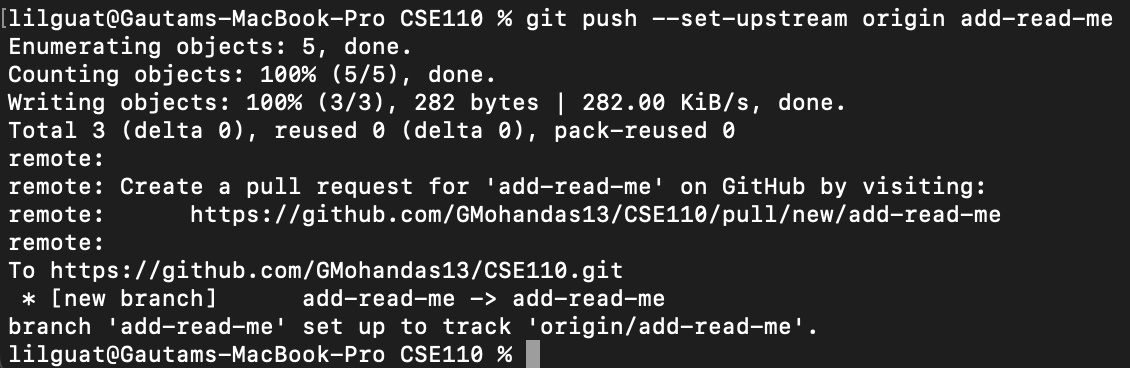 [lilguat@Gautams-MacBook-Pro CSE110 % git push --set-upstream origin add-read-me
Enumerating objects: 5, done.
Counting objects: 100% (5/5), done.
Writing objects: 100% (3/3), 282 bytes | 282.00 KiB/s, done.
Total 3 (delta 0), reused 0 (delta 0), pack-reused 0
remote:
remote: Create a pull request for 'add-read-me' on GitHub by visiting:
remote:      https://github.com/GMohandas13/CSE110/pull/new/add-read-me
remote:
To https://github.com/GMohandas13/CSE110.git
 * [new branch]      add-read-me -> add-read-me
branch 'add-read-me' set up to track 'origin/add-read-me'.
lilguat@Gautams-MacBook-Pro CSE110 %